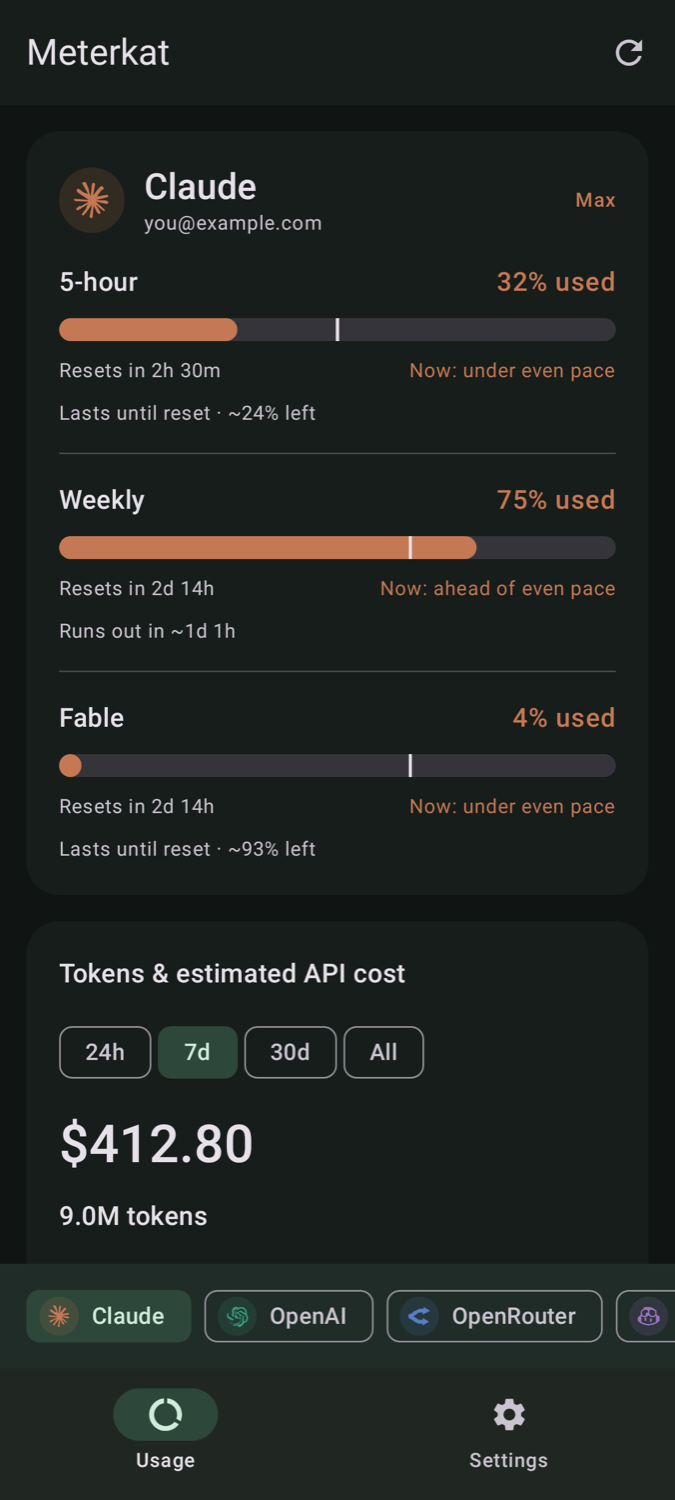 Meterkat
Claude
you@example.com
Max
5-hour
32% used
Resets in 2h 30m
Now: under even pace
Lasts until reset · ~24% left
Weekly
75% used
Resets in 2d 14h
Now: ahead of even pace
Runs out in ~1d 1h
Fable
4% used
Resets in 2d 14h
Now: under even pace
Lasts until reset · ~93% left
Tokens & estimated API cost
24h
7d
30d
All
$412.80
9.0M tokens
Claude
OpenAI
OpenRouter
Usage
Settings